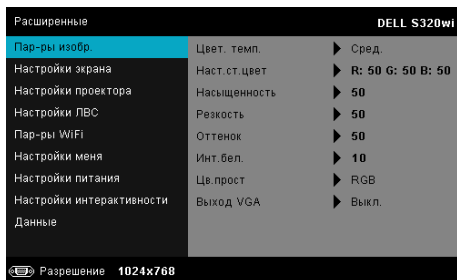 Расширенные DELL S320wi
Пар-ры изобр. Цвет. темп. Сред.
Настройки экрана Наст.ст.цвет R: 50 G: 50 B: 50
Настройки проектора Насыщенность 50
Настройки ЛВС Резкость 50
Пар-ры WiFi Оттенок 50
Настройки меня Инт.бел. 10
Настройки питания Цв.прост RGB
Настройки интерактивности Выход VGA Выкл.
Данные
Разрешение 1024x768